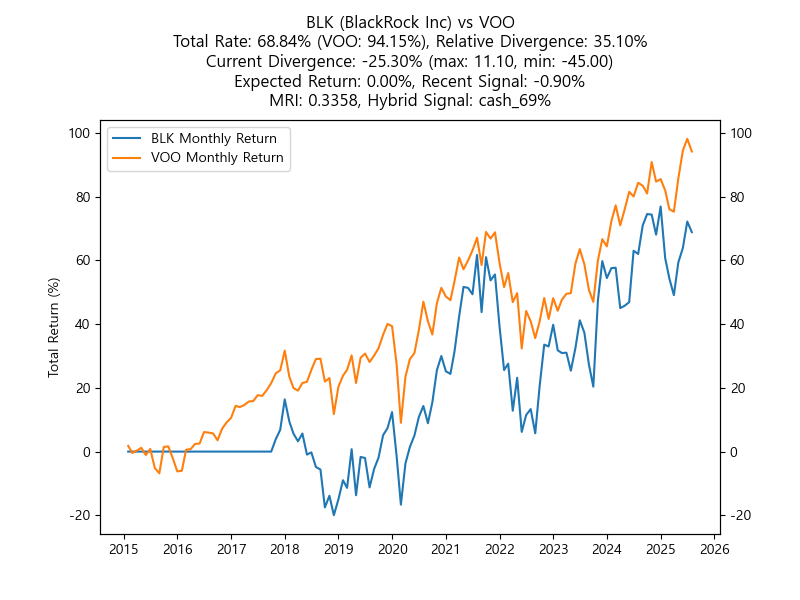 BLK (BlackRock Inc) vs VOO
Total Rate: 68.84% (VOO: 94.15%), Relative Divergence: 35.10%
Current Divergence: -25.30% (max: 11.10, min: -45.00)
Expected Return: 0.00%, Recent Signal: -0.90%
MRI: 0.3358, Hybrid Signal: cash_69%
BLK Monthly Return
VOO Monthly Return
Total Return (%)
100
80
60
40
20
0
-20
100
80
60
40
20
0
-20
2015 2016 2017 2018 2019 2020 2021 2022 2023 2024 2025 2026